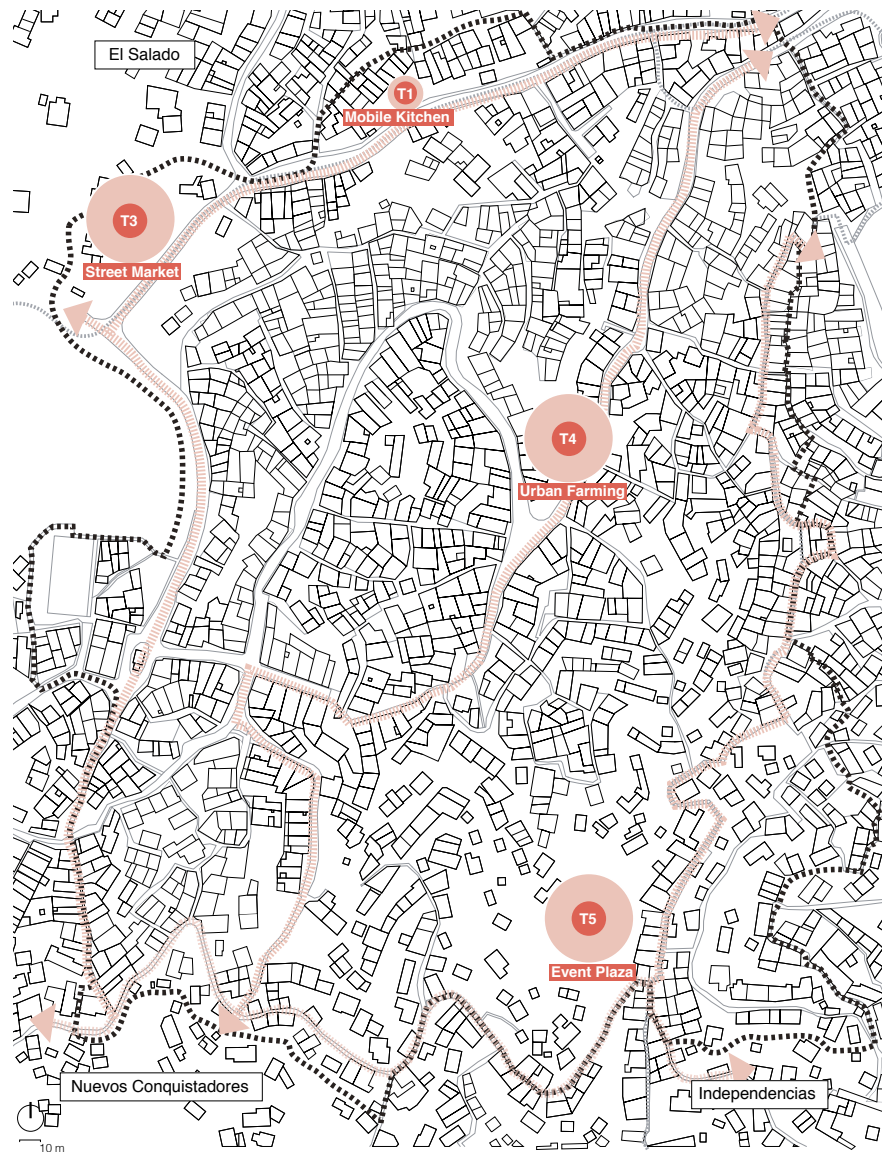 El Salado
T1
Mobile Kitchen
T3
Street Market
T4
Urban Farming
T5
Event Plaza
Nuevos Conquistadores
Independencias
10 m